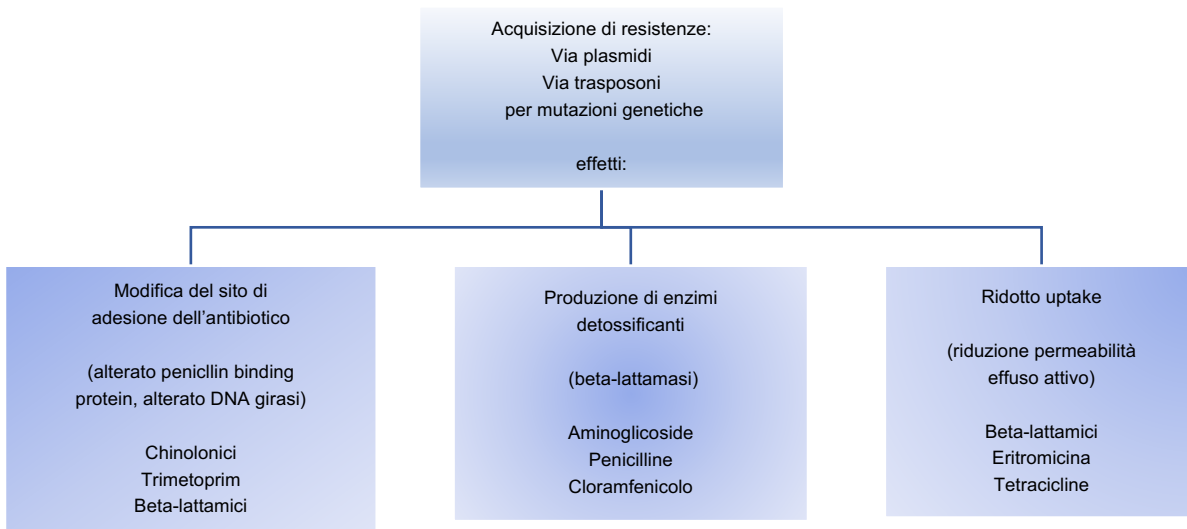 Acquisizione di resistenze:
Via plasmidi
Via trasposoni
per mutazioni genetiche
effetti:
Modifica del sito di
adesione dell'antibiotico
(alterato penicllin binding
protein, alterato DNA girasi)
Chinolonici
Trimetoprim
Beta-lattamici
Produzione di enzimi
detossificanti
(beta-lattamasi)
Aminoglicoside
Penicilline
Cloramfenicolo
Ridotto uptake
(riduzione permeabilità
effuso attivo)
Beta-lattamici
Eritromicina
Tetracicline